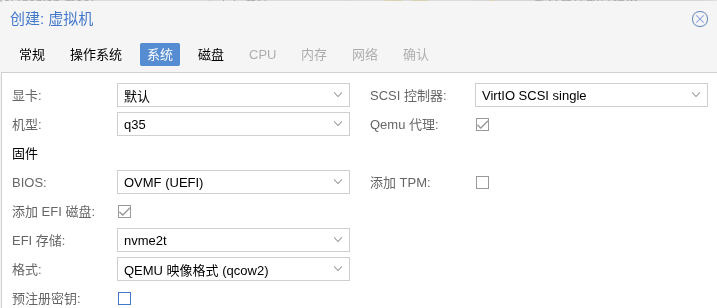 创建: 虚拟机
常规 操作系统 系统 磁盘 CPU 内存 网络 确认
显卡: 默认 SCSI 控制器: VirtIO SCSI single
机型: q35 Qemu 代理:
固件
BIOS: OVMF (UEFI) 添加 TPM:
添加 EFI 磁盘:
EFI 存储: nvme2t
格式: QEMU 映像格式 (qcow2)
预注册密钥: